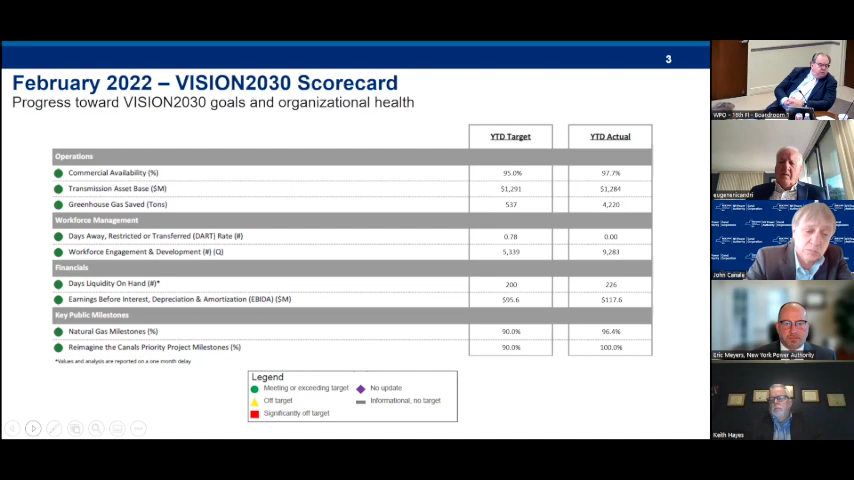 3
February 2022 – VISION2030 Scorecard
Progress toward VISION2030 goals and organizational health
YTD Target YTD Actual
Operations
Commercial Availability (%) 95.0% 97.7%
Transmission Asset Base ($M) $1,291 $1,284
Greenhouse Gas Saved (Tons) 537 4,220
Workforce Management
Days Away, Restricted or Transferred (DART) Rate (#) 0.78 0.00
Workforce Engagement & Development (#) (Q) 5,339 9,283
Financials
Days Liquidity On Hand (#)* 200 226
Earnings Before Interest, Depreciation & Amortization (EBIDA) ($M) $95.6 $117.6
Key Public Milestones
Natural Gas Milestones (%) 90.0% 96.4%
Reimagine the Canals Priority Project Milestones (%) 90.0% 100.0%
*Values and analysis are reported on a one month delay
Legend
Meeting or exceeding target No update
Off target Informational, no target
Significantly off target
WPO - 16th Fl - Boardroom 1
eugenenicandri
John Canale
Eric Meyers, New York Power Authority
Keith Hayes